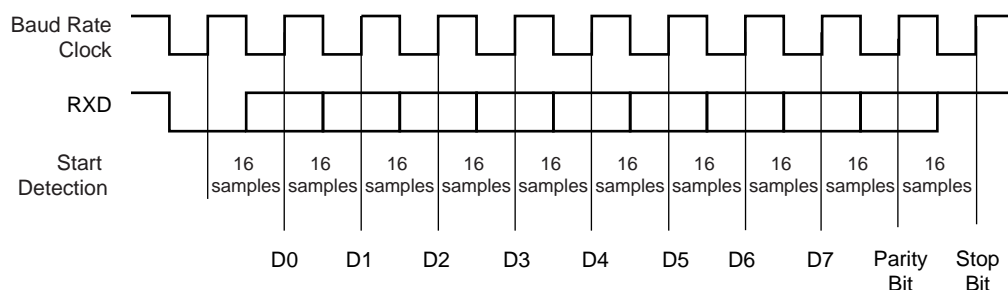 Baud Rate
Clock
RXD
Start
Detection
16 16 16 16 16 16 16 16 16 16
samples samples samples samples samples samples samples samples samples samples
D0 D1 D2 D3 D4 D5 D6 D7 Parity Stop
Bit Bit